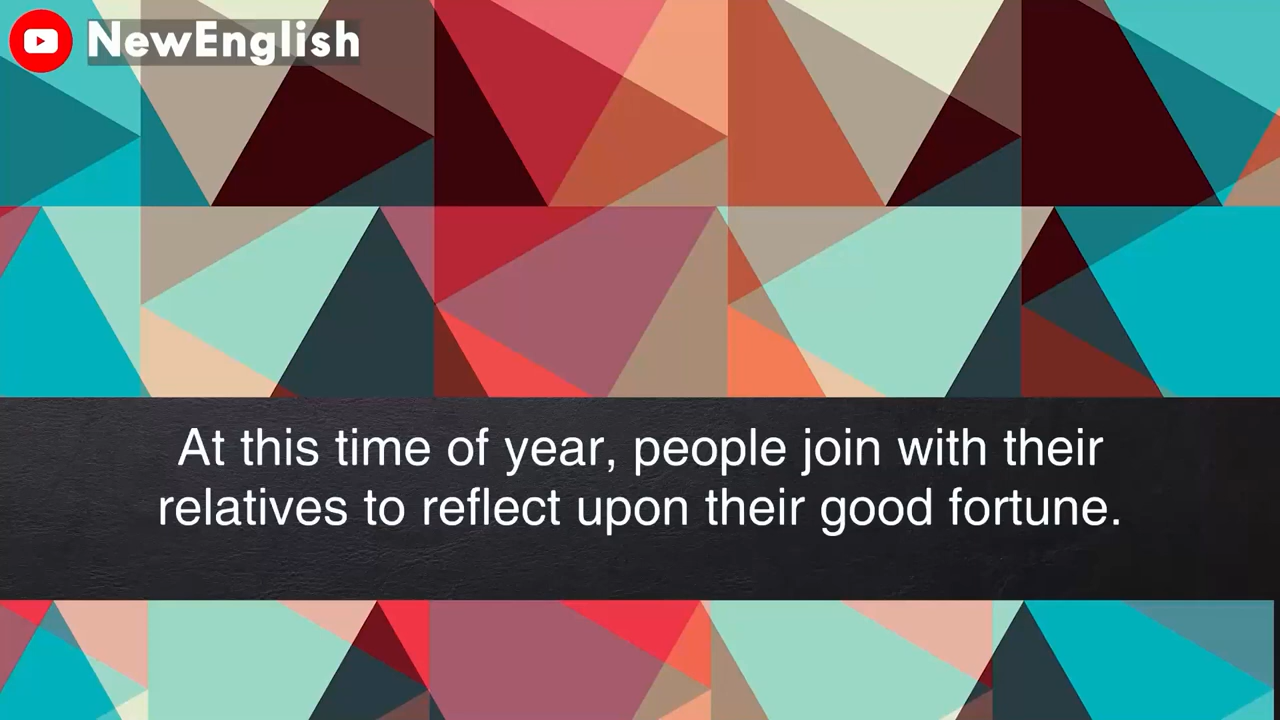 NewEnglish
At this time of year, people join with their
relatives to reflect upon their good fortune.